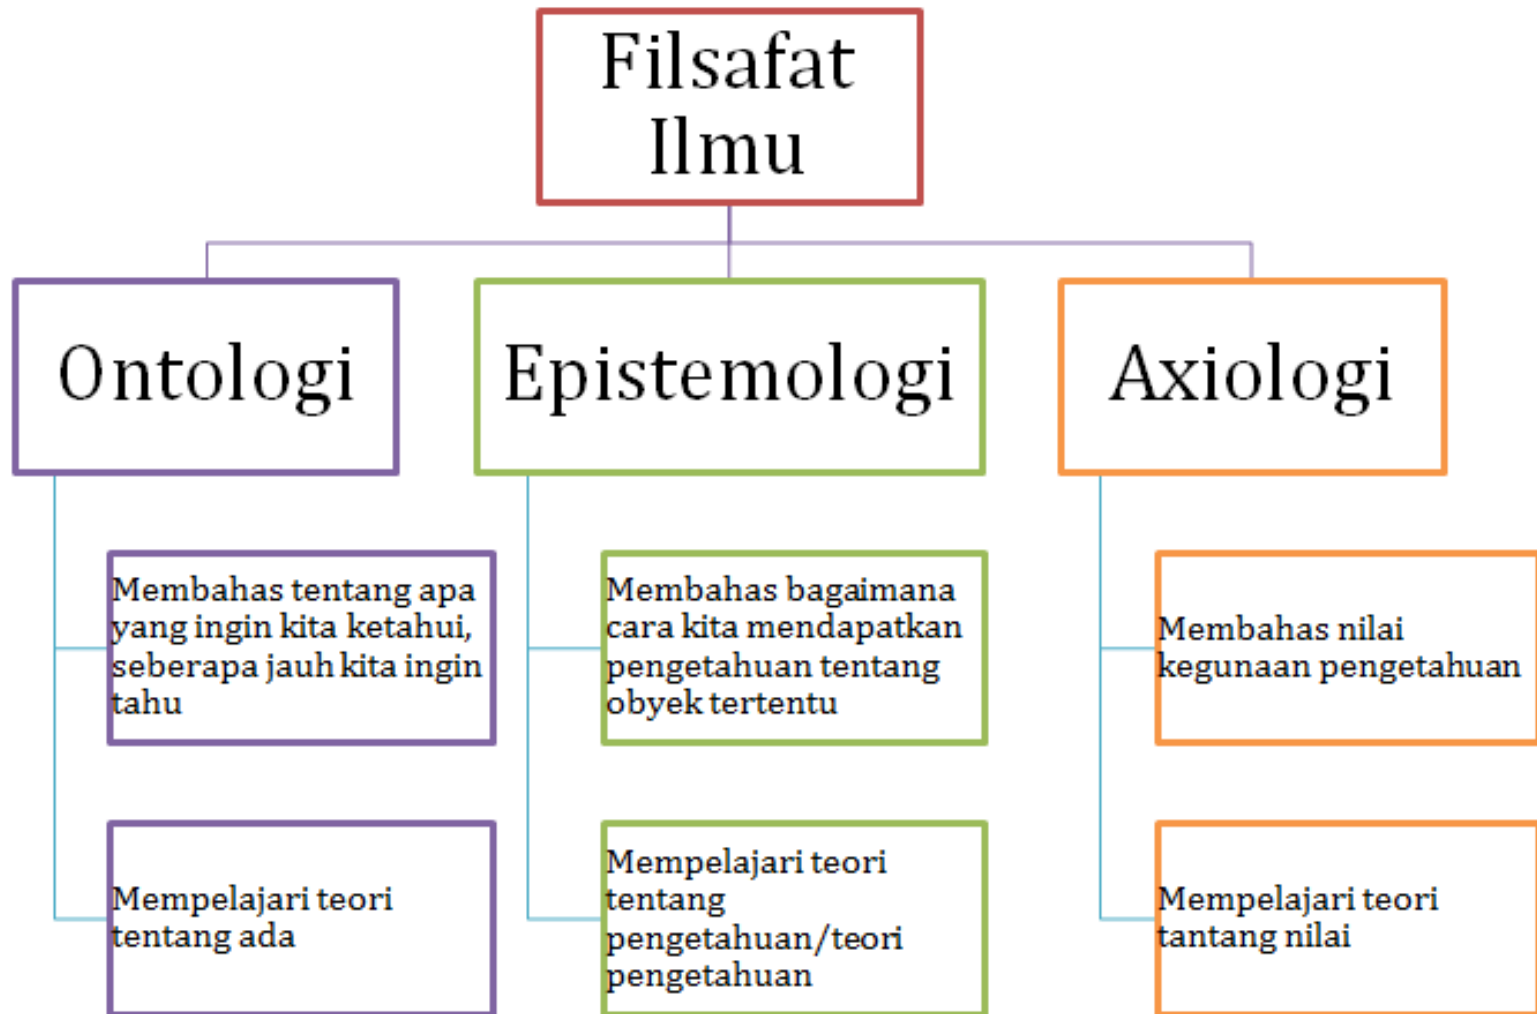 Filsafat
Ilmu
Ontologi
Epistemologi
Axiologi
Membahas tentang apa
yang ingin kita ketahui,
seberapa jauh kita ingin
tahu
Membahas bagaimana
cara kita mendapatkan
pengetahuan tentang
obyek tertentu
Membahas nilai
kegunaan pengetahuan
Mempelajari teori
tentang ada
Mempelajari teori
tentang
pengetahuan/teori
pengetahuan
Mempelajari teori
tantang nilai